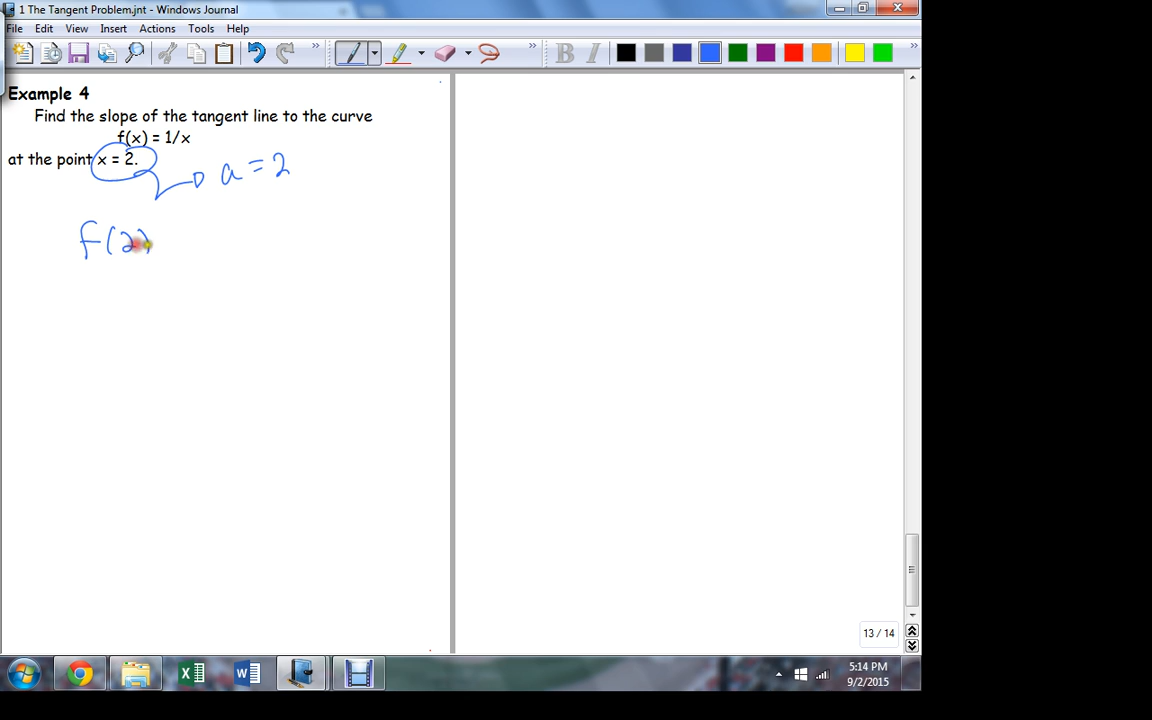 1 The Tangent Problem.jnt - Windows Journal
File Edit View Insert Actions Tools Help
B I
Example 4
Find the slope of the tangent line to the curve
f(x) = 1/x
at the point x = 2.
a = 2
f(2)
13 / 14
5:14 PM
9/2/2015